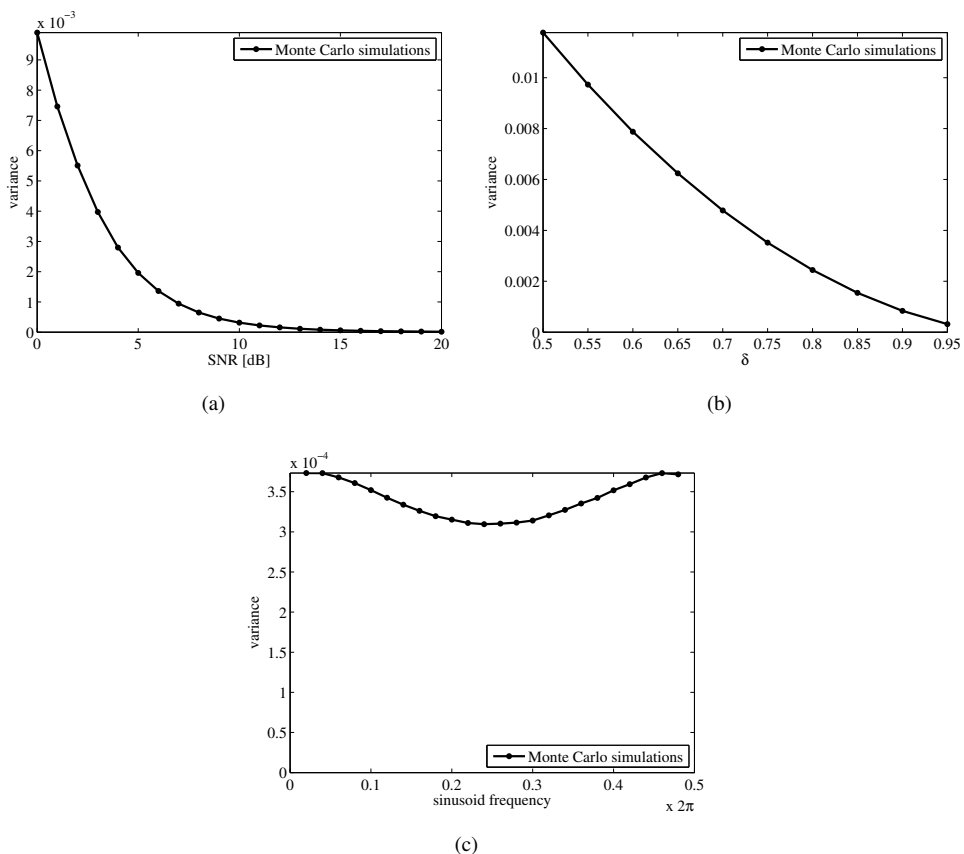 x 10⁻³
9
8
7
6
5
4
3
2
1
0
variance
0 5 10 15 20
SNR [dB]
Monte Carlo simulations
(a)
0.01
0.008
0.006
0.004
0.002
0
variance
0.5 0.55 0.6 0.65 0.7 0.75 0.8 0.85 0.9 0.95
δ
Monte Carlo simulations
(b)
x 10⁻⁴
3.5
3
2.5
2
1.5
1
0.5
0
variance
0 0.1 0.2 0.3 0.4 0.5
sinusoid frequency
x 2π
Monte Carlo simulations
(c)